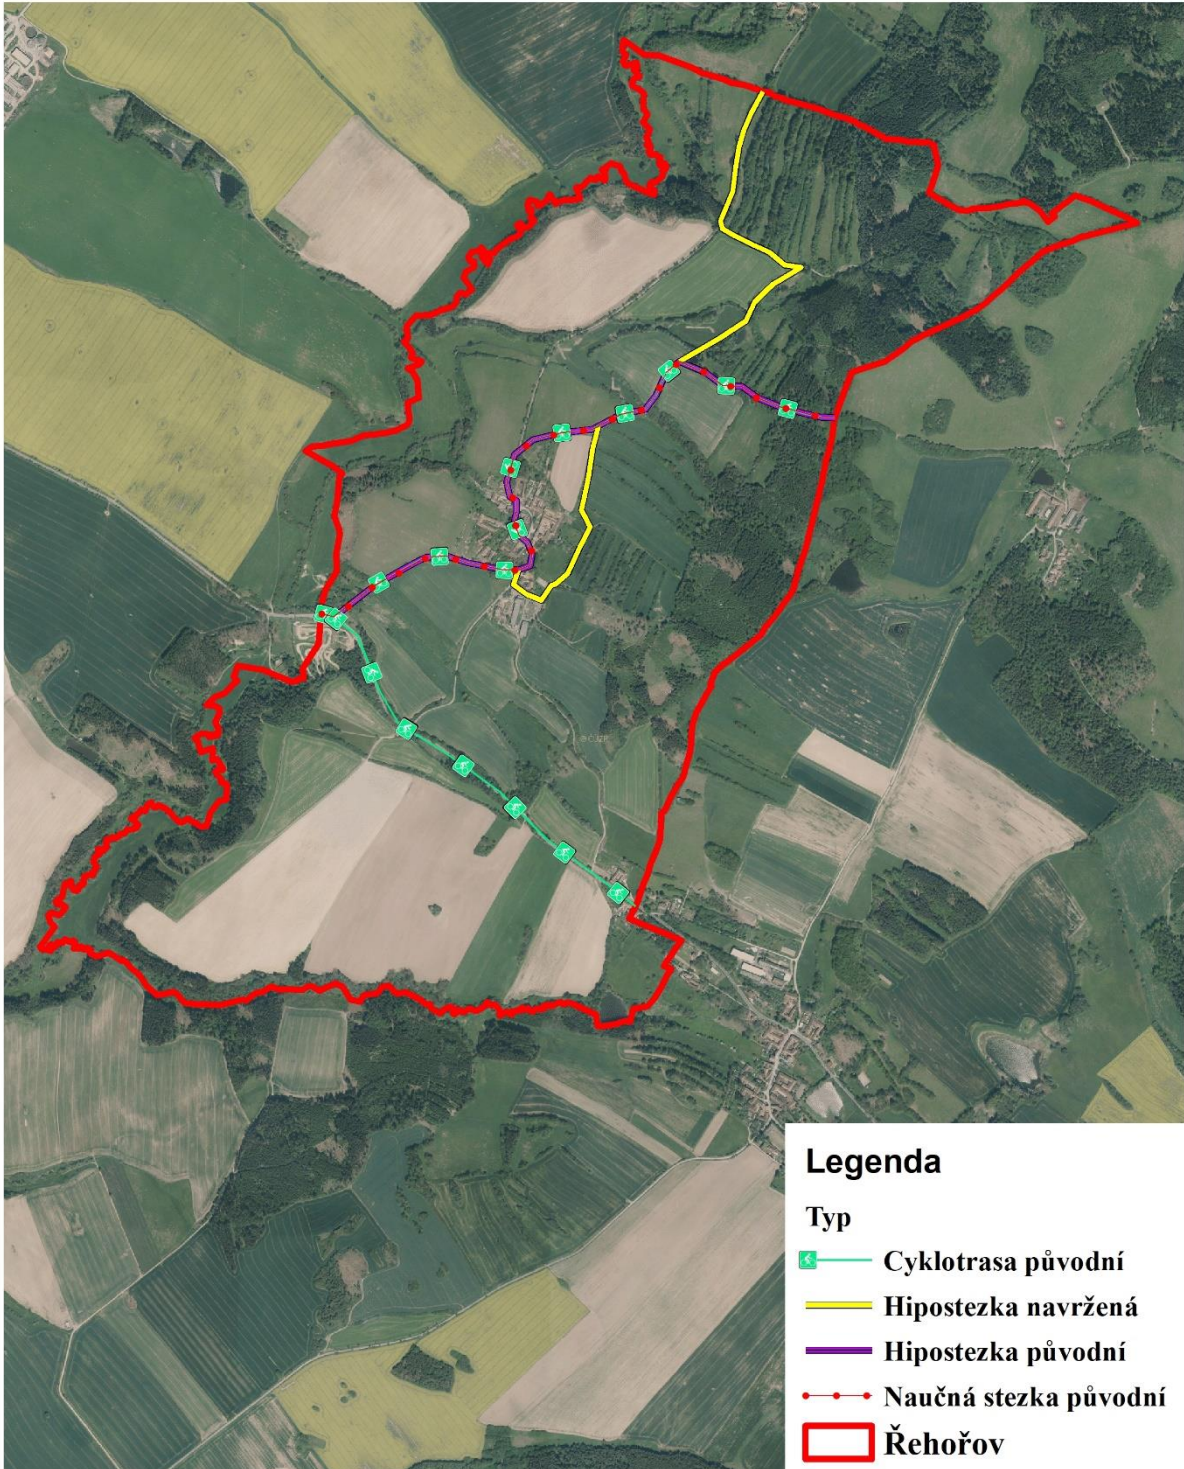 Legenda
Typ
Cyklotrasa původní
Hipostezka navržená
Hipostezka původní
Naučná stezka původní
Řehořov